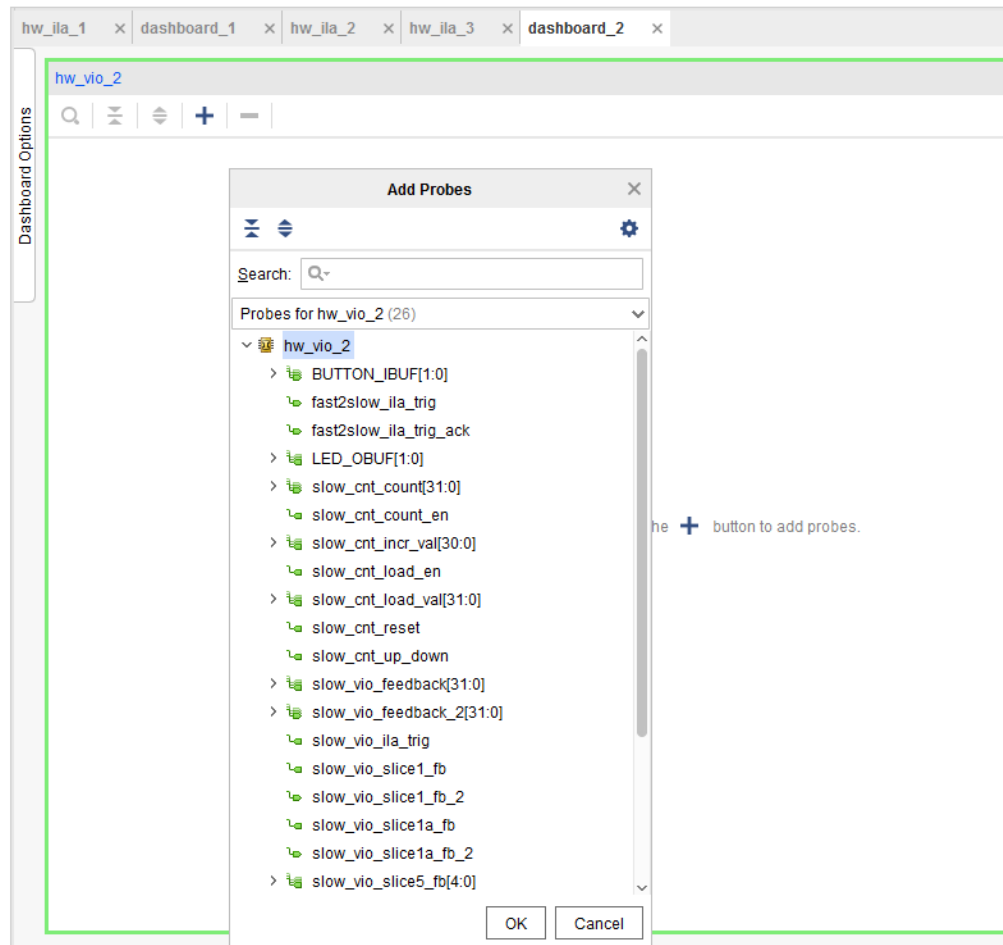 hw_ila_1 dashboard_1 hw_ila_2 hw_ila_3 dashboard_2
Dashboard Options
hw_vio_2
Add Probes
Search:
Probes for hw_vio_2 (26)
hw_vio_2
BUTTON_IBUF[1:0]
fast2slow_ila_trig
fast2slow_ila_trig_ack
LED_OBUF[1:0]
slow_cnt_count[31:0]
slow_cnt_count_en
he button to add probes.
slow_cnt_incr_val[30:0]
slow_cnt_load_en
slow_cnt_load_val[31:0]
slow_cnt_reset
slow_cnt_up_down
slow_vio_feedback[31:0]
slow_vio_feedback_2[31:0]
slow_vio_ila_trig
slow_vio_slice1_fb
slow_vio_slice1_fb_2
slow_vio_slice1a_fb
slow_vio_slice1a_fb_2
slow_vio_slice5_fb[4:0]
OK Cancel